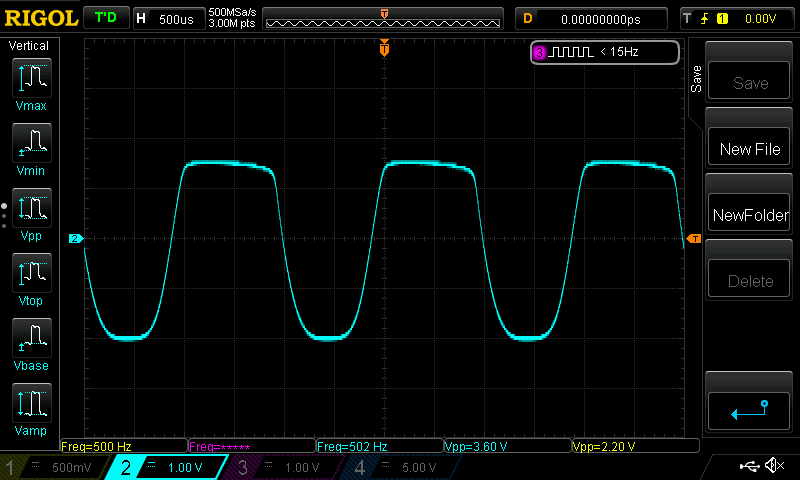 RIGOL T'D H 500us 500MSa/s 3.00M pts T D 0.00000000ps T 1 0.00V
Vertical
Vmax
Vmin
Vpp
Vtop
Vbase
Vamp
T
3 < 15Hz
2
T
Save
Save
New File
NewFolder
Delete
Freq=500 Hz Freq=***** Freq=502 Hz Vpp=3.60 V Vpp=2.20 V
1 500mV 2 1.00 V 3 1.00 V 4 5.00 V